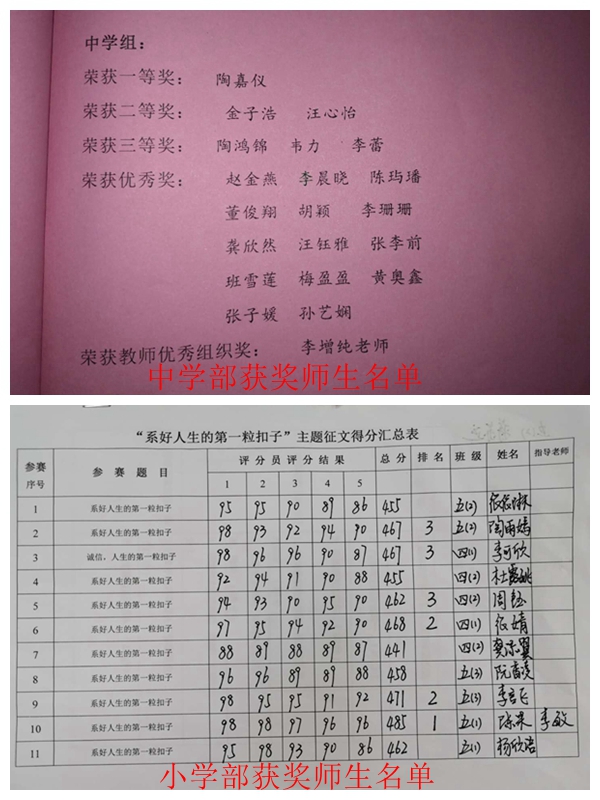 中学组：
荣获一等奖： 陶嘉仪
荣获二等奖： 金子浩 汪心怡
荣获三等奖： 陶鸿锦 韦力 李蕾
荣获优秀奖： 赵金燕 李晨晓 陈玙璠
董俊翔 胡颖 李珊珊
龚欣然 汪钰雅 张李前
班雪莲 梅盈盈 黄奥鑫
张子媛 孙艺娴
荣获教师优秀组织奖： 李增纯老师
中学部获奖师生名单
“系好人生的第一粒扣子”主题征文得分汇总表
参赛序号 参赛题目 评分员评分结果 总分 排名 班级 姓名 指导老师
1 2 3 4 5
1 系好人生的第一粒扣子 95 95 90 89 86 455 五(2)
2 系好人生的第一粒扣子 98 93 92 94 90 467 3 五(2) 陶雨嫣
3 诚信，人生的第一粒扣子 98 96 96 90 87 467 3 四(1) 李可欣
4 系好人生的第一粒扣子 92 94 91 90 88 455 四(2)
5 系好人生的第一粒扣子 94 93 90 95 90 462 3 四(2) 周钰
6 系好人生的第一粒扣子 97 95 94 92 90 468 2 四(1) 张婧
7 系好人生的第一粒扣子 88 89 88 89 87 441 四(2)
8 系好人生的第一粒扣子 96 96 89 89 88 458 五(3)
9 系好人生的第一粒扣子 98 95 95 91 92 471 2 五(3)
10 系好人生的第一粒扣子 98 98 97 96 96 485 1 五(1) 李敏
11 系好人生的第一粒扣子 95 98 93 90 86 462 五(1) 杨欣洁
小学部获奖师生名单